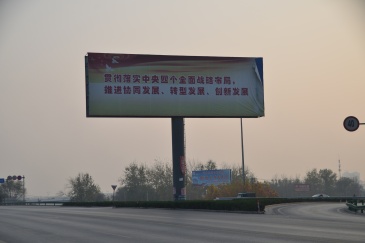 贯彻落实中央四个全面战略布局，
推进协同发展、转型发展、创新发展